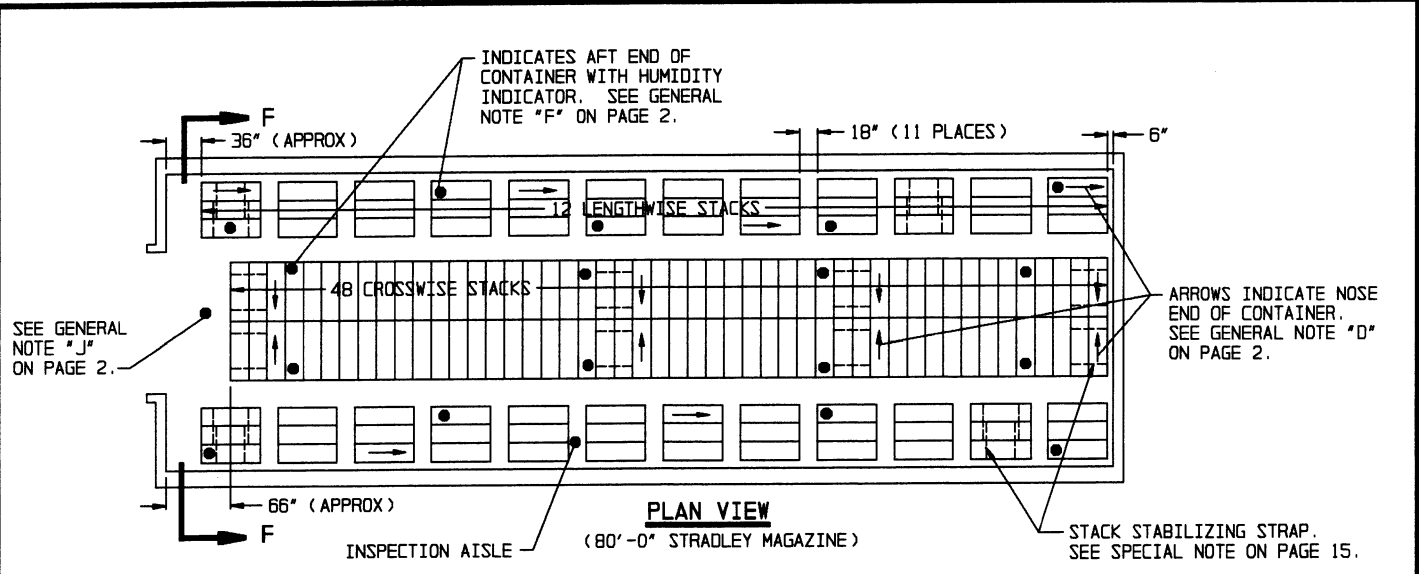 INDICATES AFT END OF
CONTAINER WITH HUMIDITY
INDICATOR. SEE GENERAL
NOTE "F" ON PAGE 2.
F
36" (APPROX)
18" (11 PLACES)
6"
12 LENGTHWISE STACKS
48 CROSSWISE STACKS
SEE GENERAL
NOTE "J"
ON PAGE 2.
ARROWS INDICATE NOSE
END OF CONTAINER.
SEE GENERAL NOTE "D"
ON PAGE 2.
66" (APPROX)
F
INSPECTION AISLE
PLAN VIEW
(80'-0" STRADLEY MAGAZINE)
STACK STABILIZING STRAP.
SEE SPECIAL NOTE ON PAGE 15.